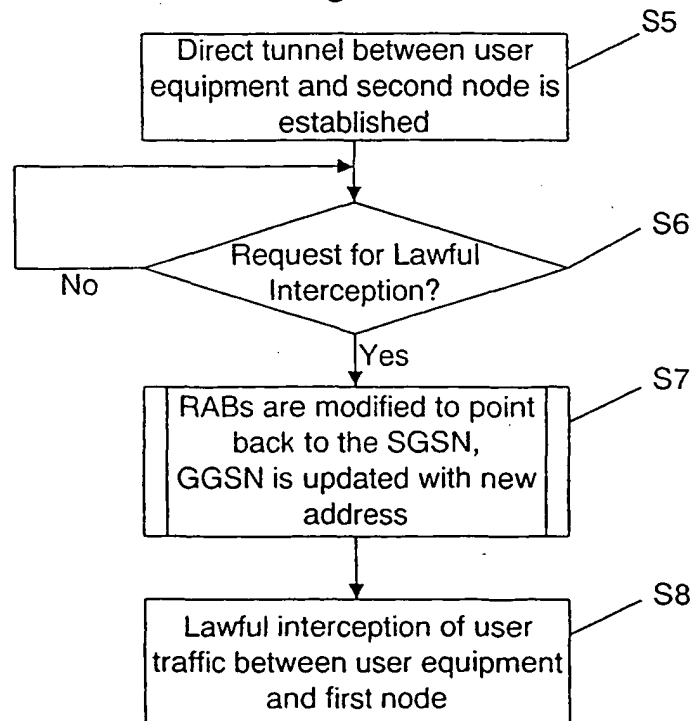 S5
Direct tunnel between user
equipment and second node is
established
S6
Request for Lawful
Interception?
No
Yes
S7
RABs are modified to point
back to the SGSN,
GGSN is updated with new
address
S8
Lawful interception of user
traffic between user equipment
and first node